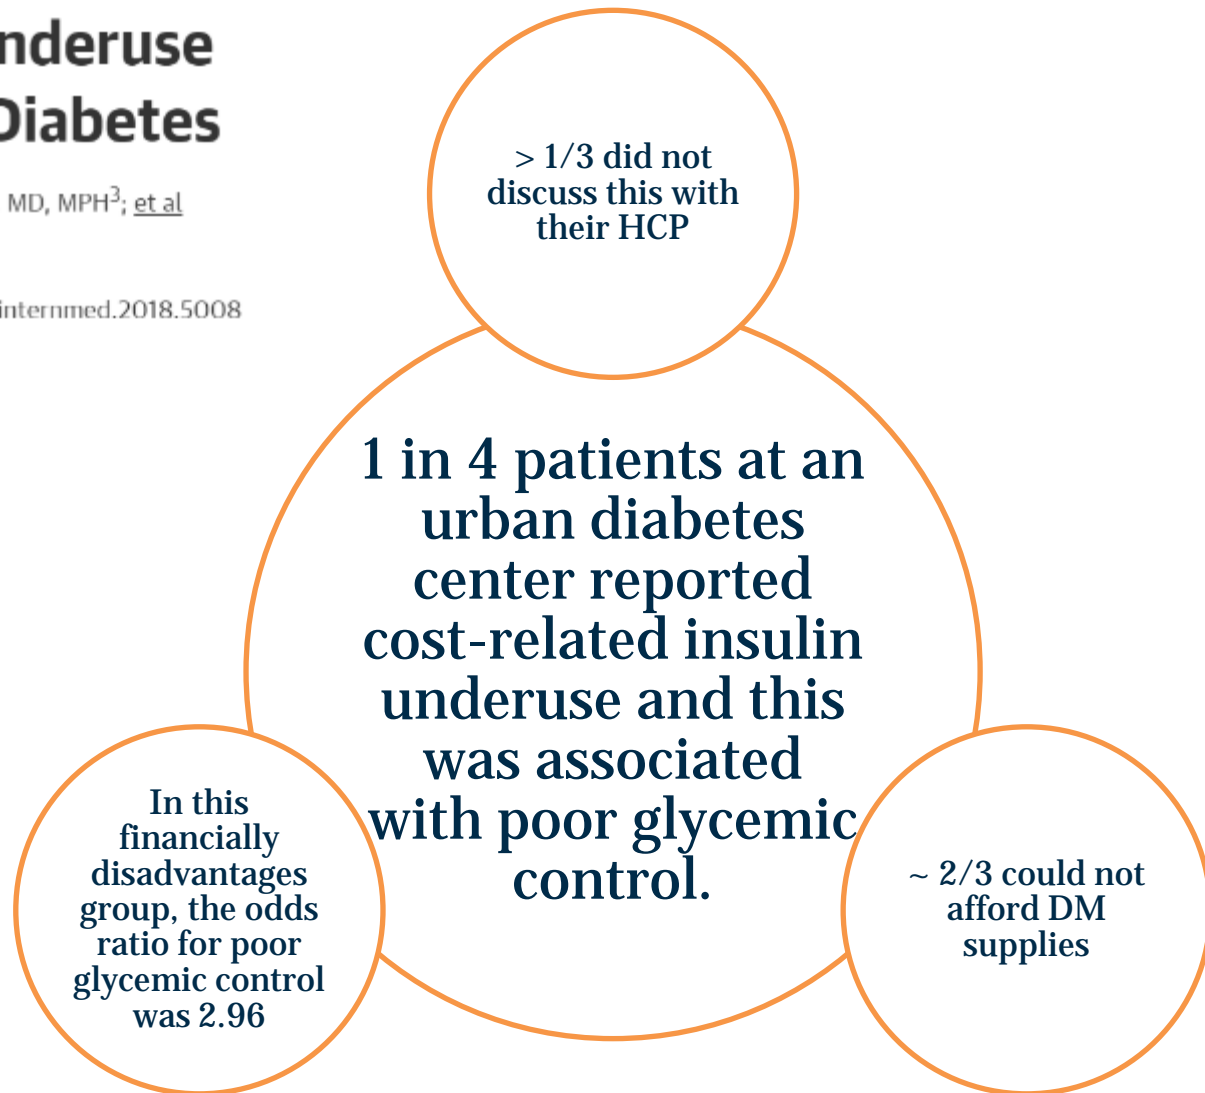 nderuse
Diabetes
MD, MPH³; et al
internmed.2018.5008
> 1/3 did not
discuss this with
their HCP
1 in 4 patients at an
urban diabetes
center reported
cost-related insulin
underuse and this
was associated
with poor glycemic
control.
In this
financially
disadvantages
group, the odds
ratio for poor
glycemic control
was 2.96
~ 2/3 could not
afford DM
supplies